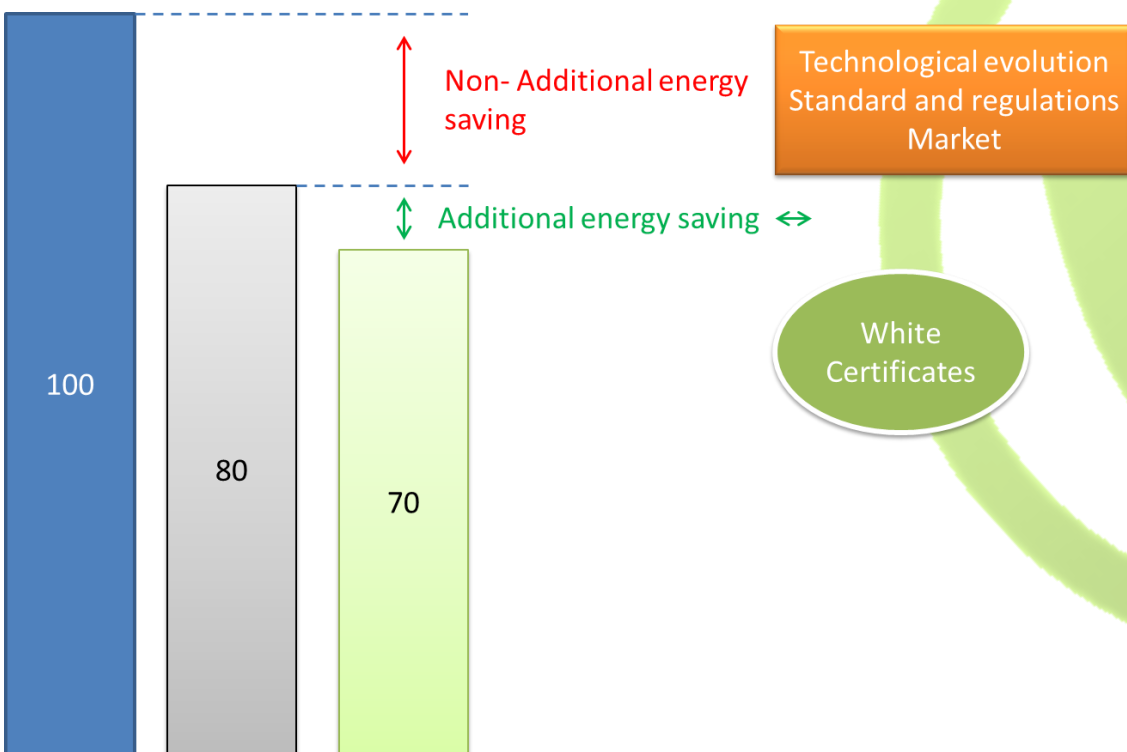 Non- Additional energy
saving
Technological evolution
Standard and regulations
Market
Additional energy saving
White
Certificates
100
80
70